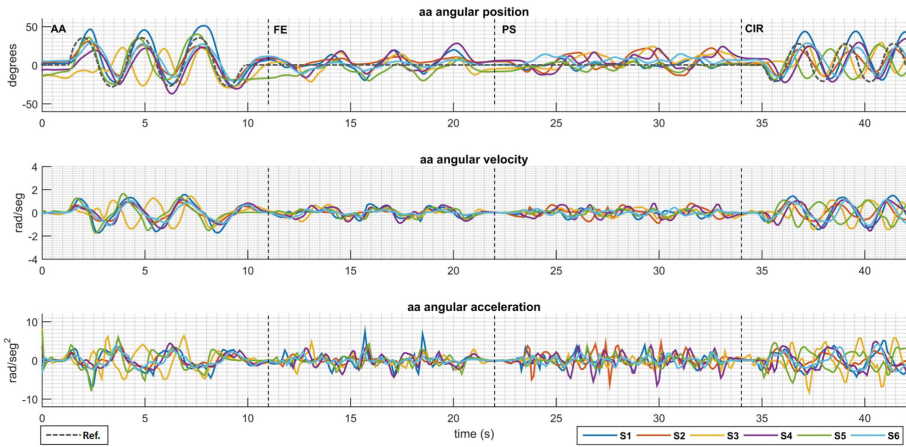 aa angular position
AA
FE
PS
CIR
degrees
50
0
-50
0
5
10
15
20
25
30
35
40
aa angular velocity
rad/seg
4
2
0
-2
-4
0
5
10
15
20
25
30
35
40
aa angular acceleration
rad/seg²
10
0
-10
0
5
10
15
20
25
30
35
40
time (s)
Ref.
S1 S2 S3 S4 S5 S6